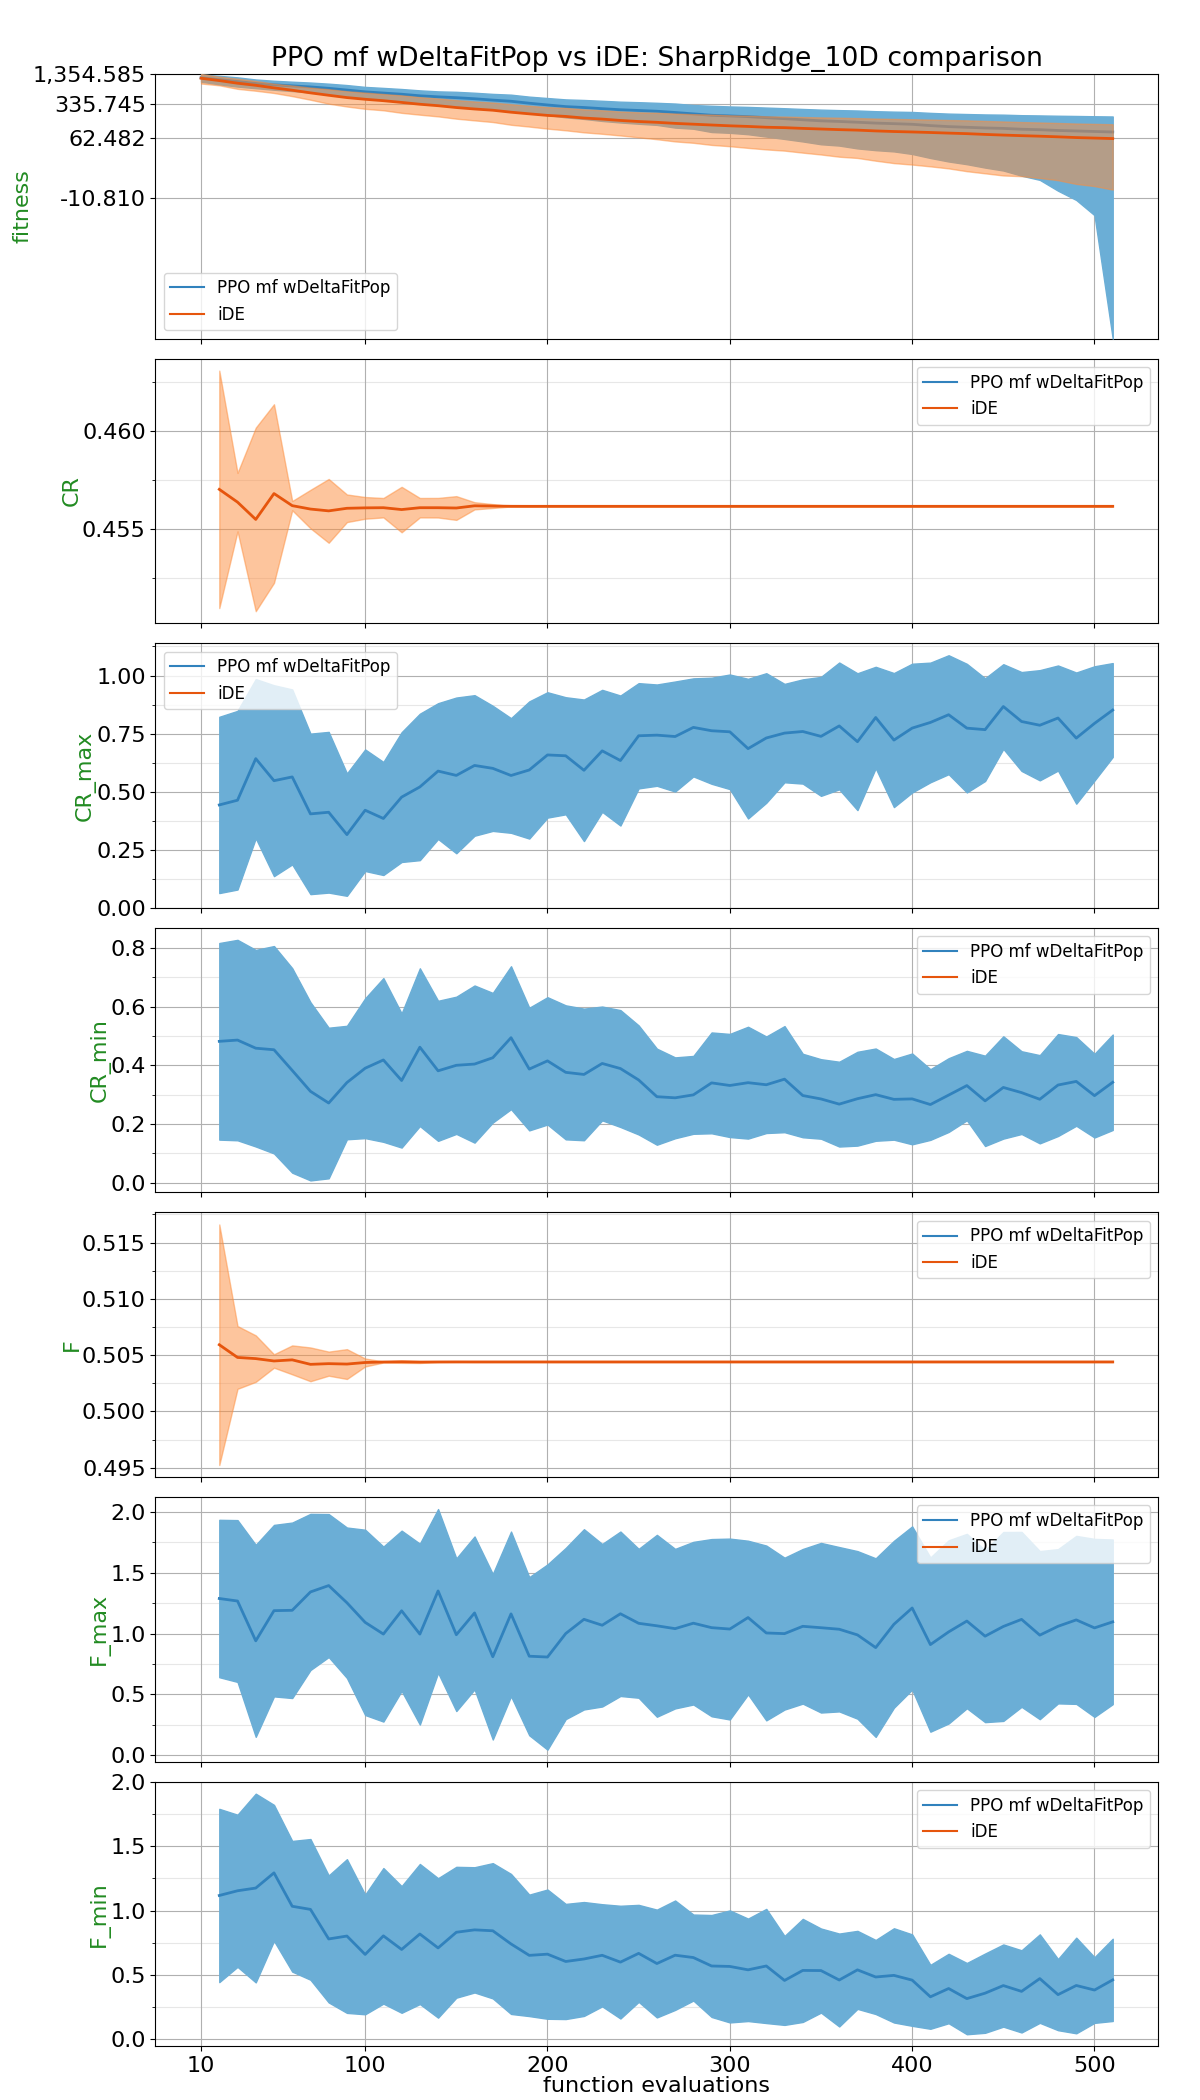 PPO mf wDeltaFitPop vs iDE: SharpRidge_10D comparison
1,354.585
335.745
62.482
-10.810
fitness
PPO mf wDeltaFitPop
iDE
0.460
0.455
CR
PPO mf wDeltaFitPop
iDE
1.00
0.75
0.50
0.25
0.00
CR_max
PPO mf wDeltaFitPop
iDE
0.8
0.6
0.4
0.2
0.0
CR_min
PPO mf wDeltaFitPop
iDE
0.515
0.510
0.505
0.500
0.495
F
PPO mf wDeltaFitPop
iDE
2.0
1.5
1.0
0.5
0.0
F_max
PPO mf wDeltaFitPop
iDE
2.0
1.5
1.0
0.5
0.0
F_min
PPO mf wDeltaFitPop
iDE
10 100 200 300 400 500
function evaluations